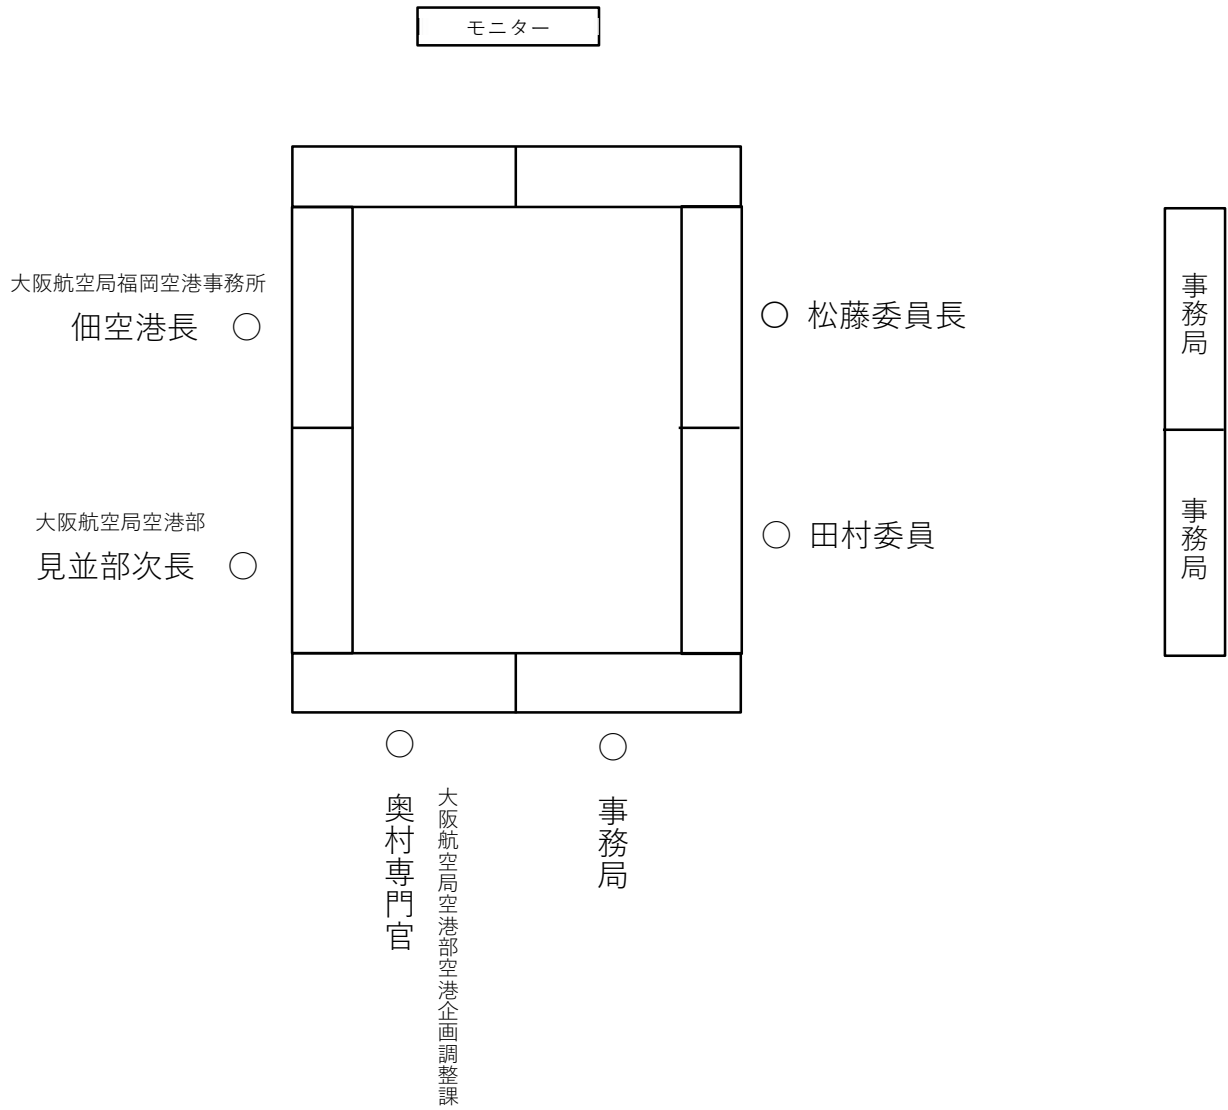 モニター
大阪航空局福岡空港事務所
佃空港長 ○
○ 松藤委員長
事務局
大阪航空局空港部
見並部次長 ○
○ 田村委員
事務局
○
奥村専門官
大阪航空局空港部空港企画調整課
○
事務局